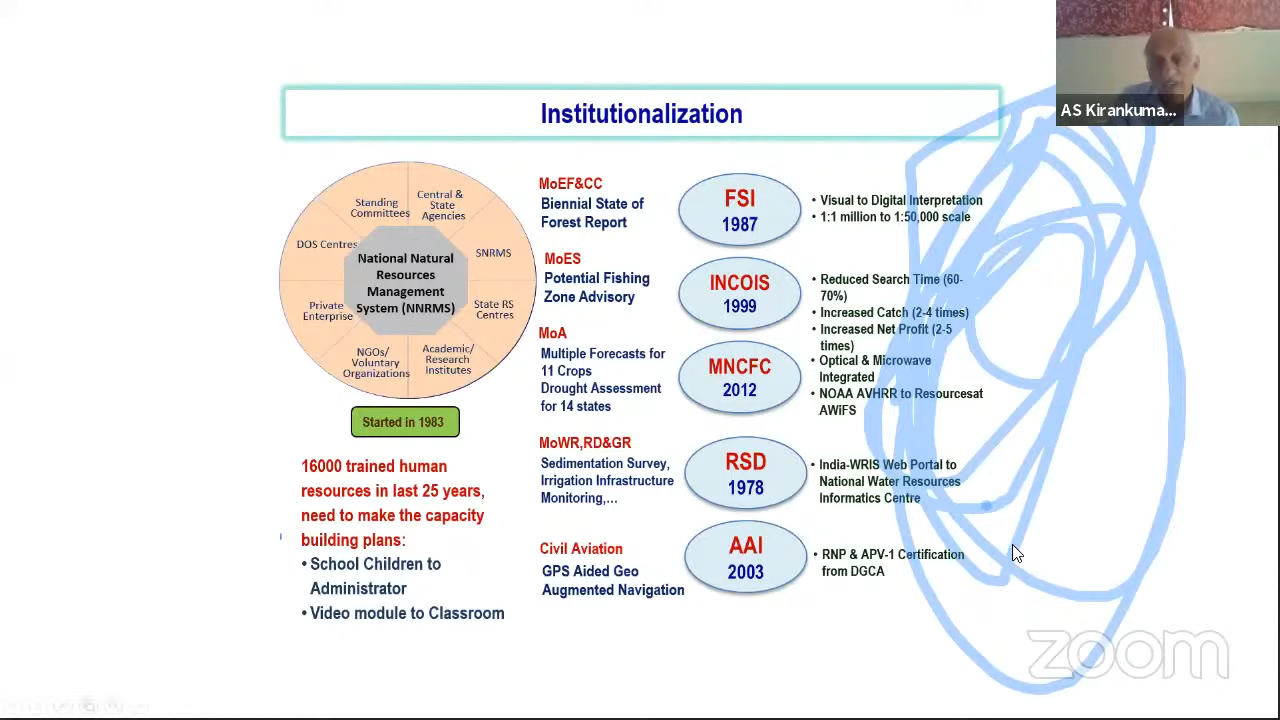 AS Kirankuma...
Institutionalization
Standing
Committees
Central &
State
Agencies
DOS Centres
SNRMS
National Natural
Resources
Management
System (NNRMS)
Private
Enterprise
State RS
Centres
NGOs/
Voluntary
Organizations
Academic/
Research
Institutes
Started in 1983
16000 trained human
resources in last 25 years,
need to make the capacity
building plans:
• School Children to
Administrator
• Video module to Classroom
MoEF&CC
Biennial State of
Forest Report
FSI
1987
• Visual to Digital Interpretation
• 1:1 million to 1:50,000 scale
MoES
Potential Fishing
Zone Advisory
INCOIS
1999
• Reduced Search Time (60-
70%)
• Increased Catch (2-4 times)
• Increased Net Profit (2-5
times)
MoA
Multiple Forecasts for
11 Crops
Drought Assessment
for 14 states
MNCFC
2012
• Optical & Microwave
Integrated
• NOAA AVHRR to Resourcesat
AWiFS
MoWR,RD&GR
Sedimentation Survey,
Irrigation Infrastructure
Monitoring,...
RSD
1978
• India-WRIS Web Portal to
National Water Resources
Informatics Centre
Civil Aviation
GPS Aided Geo
Augmented Navigation
AAI
2003
• RNP & APV-1 Certification
from DGCA
zoom